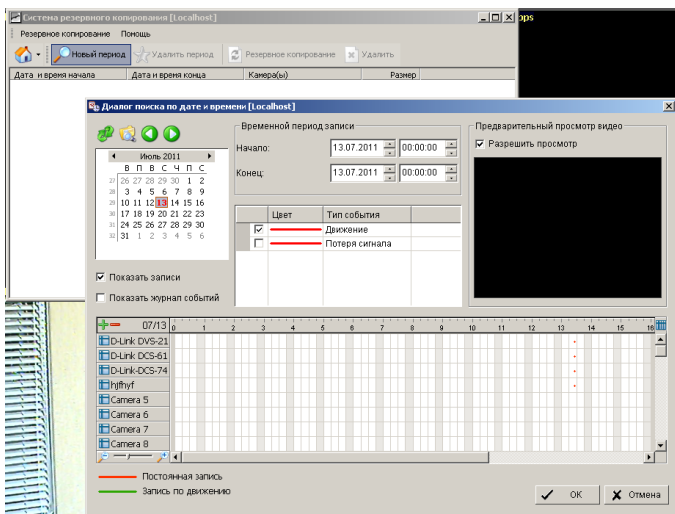 Система резервного копирования [Localhost]
ops
Резервное копирование Помощь
Новый период Удалить период Резервное копирование Удалить
Дата и время начала Дата и время конца Камера(ы) Размер
Диалог поиска по дате и времени [Localhost]
Временной период записи
Начало: 13.07.2011 00:00:00
Конец: 13.07.2011 00:00:00
Предварительный просмотр видео
Разрешить просмотр
Июль 2011
В П В С Ч П С
27 26 27 28 29 30 1 2
28 3 4 5 6 7 8 9
29 10 11 12 13 14 15 16
30 17 18 19 20 21 22 23
31 24 25 26 27 28 29 30
32 31 1 2 3 4 5 6
Цвет Тип события
Движение
Потеря сигнала
Показать записи
Показать журнал событий
07/13 0 1 2 3 4 5 6 7 8 9 10 11 12 13 14 15 16
D-Link DVS-21
D-Link DCS-61
D-Link-DCS-74
hjfhyf
Camera 5
Camera 6
Camera 7
Camera 8
Постоянная запись
Запись по движению
ОК Отмена